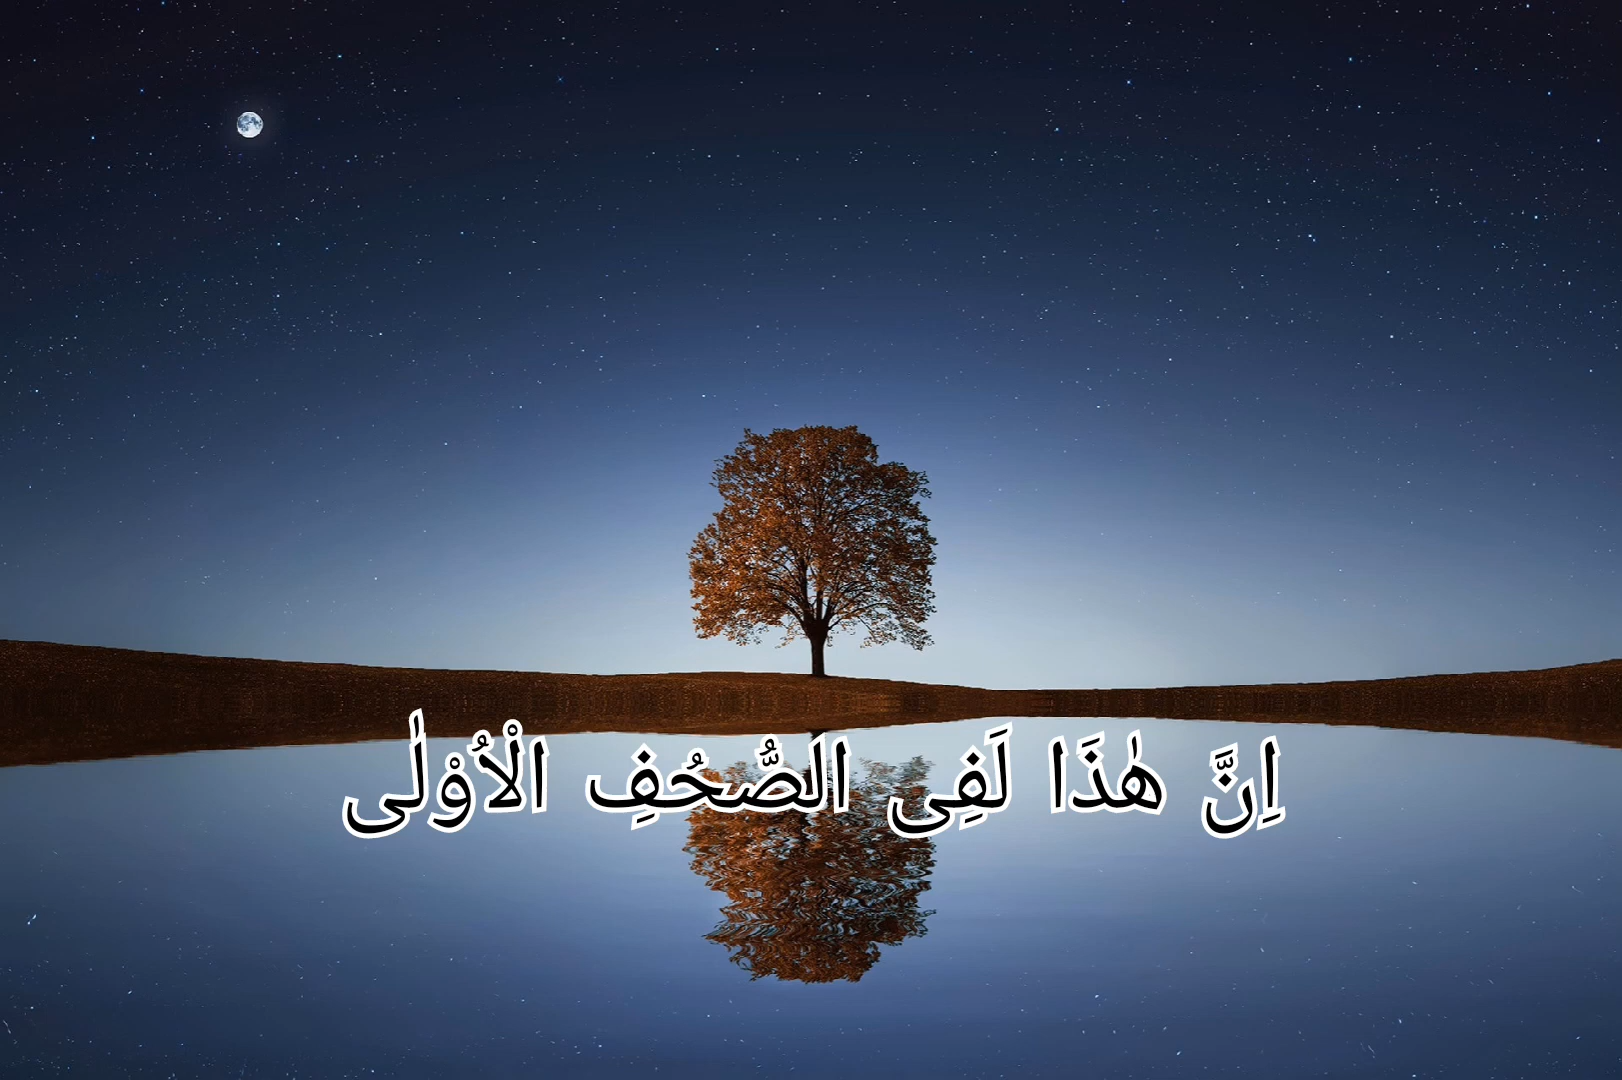 اِنَّ هٰذَا لَفِی الصُّحُفِ الْاُوْلٰی